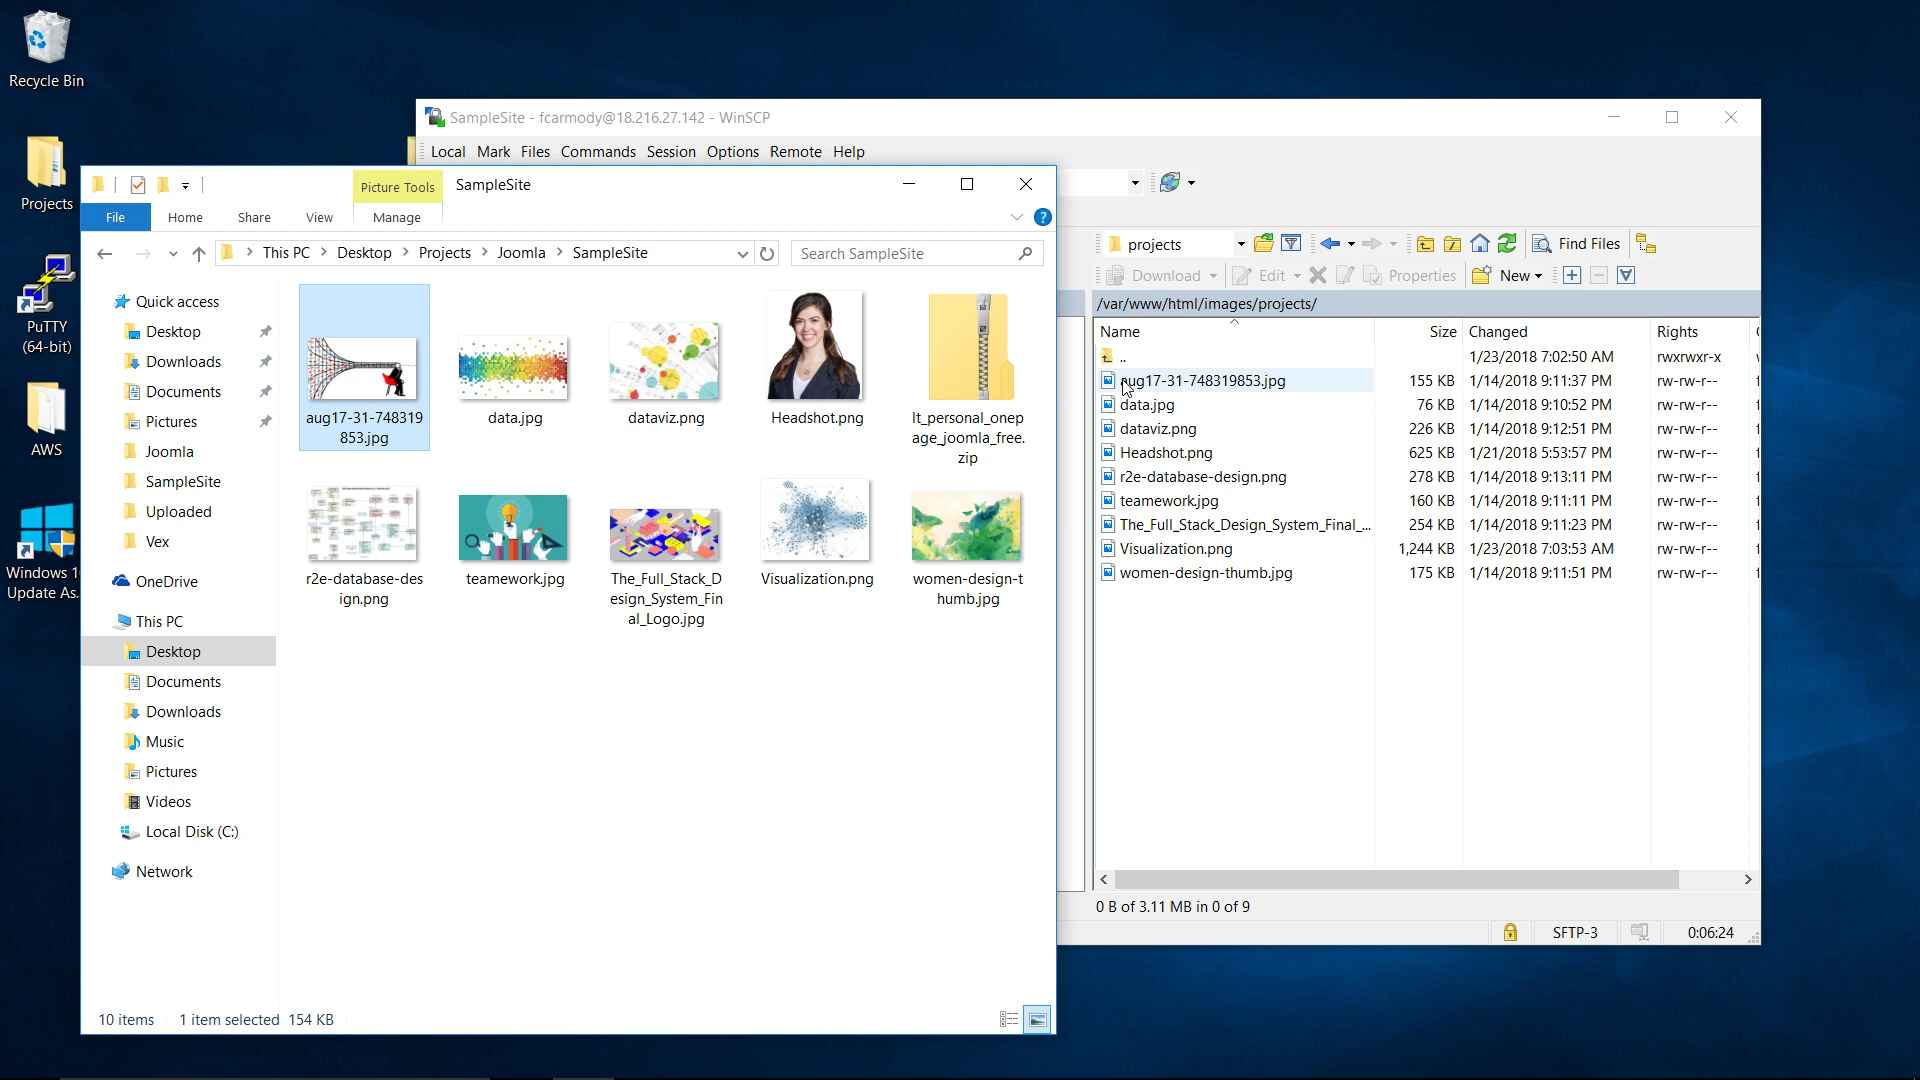 Recycle Bin
Projects
PuTTY
(64-bit)
AWS
Windows 1
Update As.
SampleSite - fcarmody@18.216.27.142 - WinSCP
Local Mark Files Commands Session Options Remote Help
projects
Find Files
Download
Edit
Properties
New
/var/www/html/images/projects/
Name Size Changed Rights
.. 1/23/2018 7:02:50 AM rwxrwxr-x
aug17-31-748319853.jpg 155 KB 1/14/2018 9:11:37 PM rw-rw-r--
data.jpg 76 KB 1/14/2018 9:10:52 PM rw-rw-r--
dataviz.png 226 KB 1/14/2018 9:12:51 PM rw-rw-r--
Headshot.png 625 KB 1/21/2018 5:53:57 PM rw-rw-r--
r2e-database-design.png 278 KB 1/14/2018 9:13:11 PM rw-rw-r--
teamework.jpg 160 KB 1/14/2018 9:11:11 PM rw-rw-r--
The_Full_Stack_Design_System_Final_... 254 KB 1/14/2018 9:11:23 PM rw-rw-r--
Visualization.png 1,244 KB 1/23/2018 7:03:53 AM rw-rw-r--
women-design-thumb.jpg 175 KB 1/14/2018 9:11:51 PM rw-rw-r--
0 B of 3.11 MB in 0 of 9
SFTP-3
0:06:24
Picture Tools
SampleSite
File Home Share View Manage
This PC > Desktop > Projects > Joomla > SampleSite
Search SampleSite
Quick access
Desktop
Downloads
Documents
Pictures
Joomla
SampleSite
Uploaded
Vex
OneDrive
This PC
Desktop
Documents
Downloads
Music
Pictures
Videos
Local Disk (C:)
Network
aug17-31-748319
853.jpg
data.jpg
dataviz.png
Headshot.png
lt_personal_onep
age_joomla_free.
zip
r2e-database-des
ign.png
teamework.jpg
The_Full_Stack_D
esign_System_Fin
al_Logo.jpg
Visualization.png
women-design-t
humb.jpg
10 items 1 item selected 154 KB